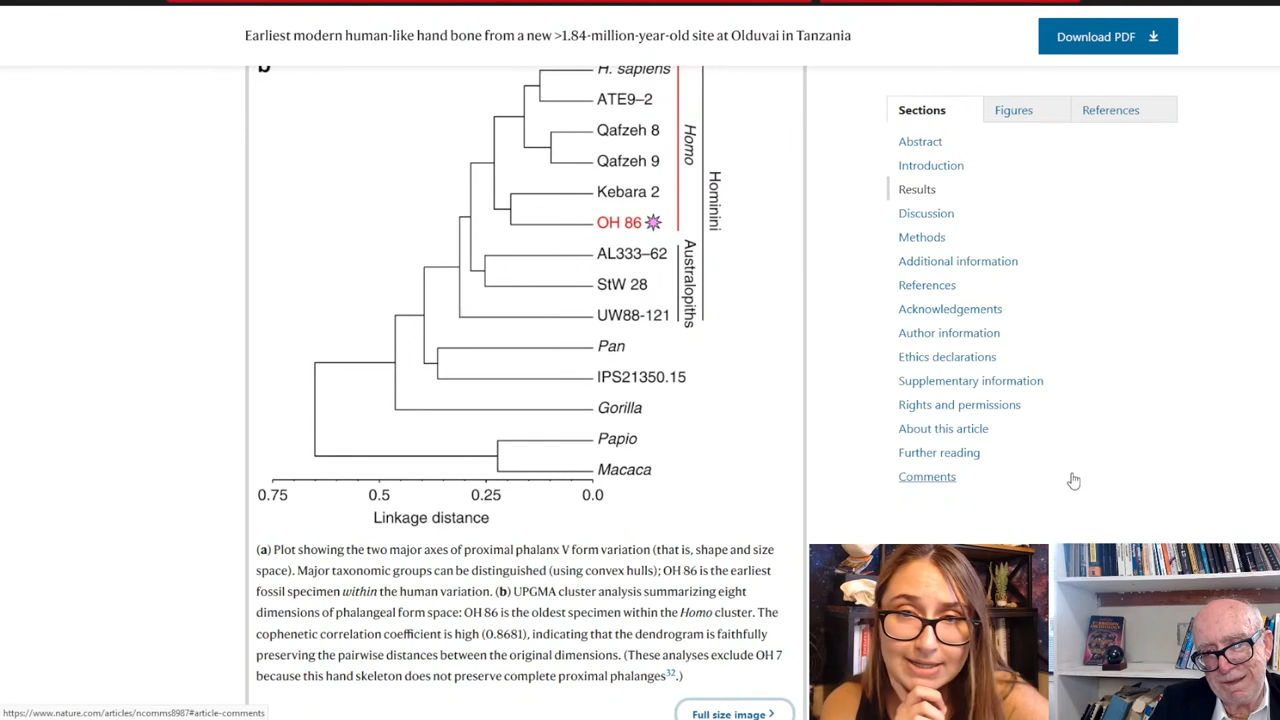 Earliest modern human-like hand bone from a new >1.84-million-year-old site at Olduvai in Tanzania
Download PDF
b
H. sapiens
ATE9–2
Qafzeh 8
Qafzeh 9
Kebara 2
OH 86
AL333–62
StW 28
UW88-121
Pan
IPS21350.15
Gorilla
Papio
Macaca
Homo
Australopiths
Hominini
0.75 0.5 0.25 0.0
Linkage distance
(a) Plot showing the two major axes of proximal phalanx V form variation (that is, shape and size
space). Major taxonomic groups can be distinguished (using convex hulls); OH 86 is the earliest
fossil specimen within the human variation. (b) UPGMA cluster analysis summarizing eight
dimensions of phalangeal form space: OH 86 is the oldest specimen within the Homo cluster. The
cophenetic correlation coefficient is high (0.8681), indicating that the dendrogram is faithfully
preserving the pairwise distances between the original dimensions. (These analyses exclude OH 7
because this hand skeleton does not preserve complete proximal phalanges32.)
Full size image
Sections Figures References
Abstract
Introduction
Results
Discussion
Methods
Additional information
References
Acknowledgements
Author information
Ethics declarations
Supplementary information
Rights and permissions
About this article
Further reading
Comments
https://www.nature.com/articles/ncomms8987#article-comments